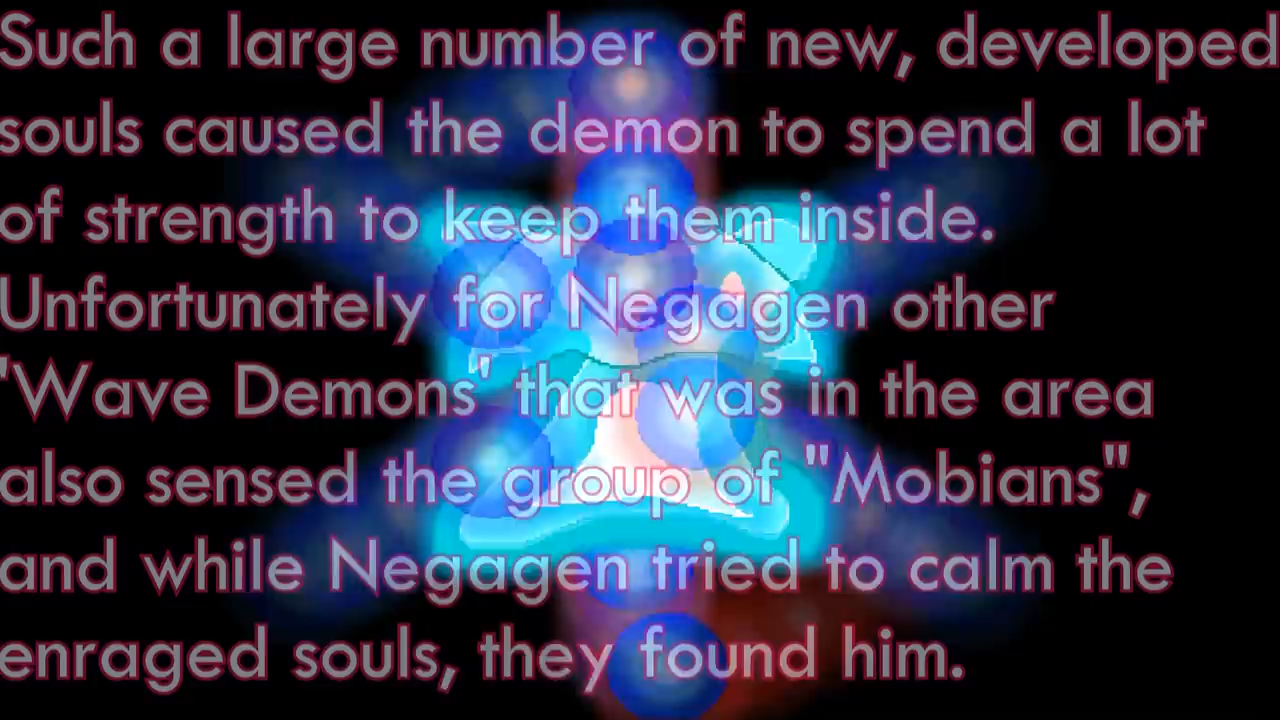 Such a large number of new, developed
souls caused the demon to spend a lot
of strength to keep them inside.
Unfortunately for Negagen other
'Wave Demons' that was in the area
also sensed the group of "Mobians",
and while Negagen tried to calm the
enraged souls, they found him.